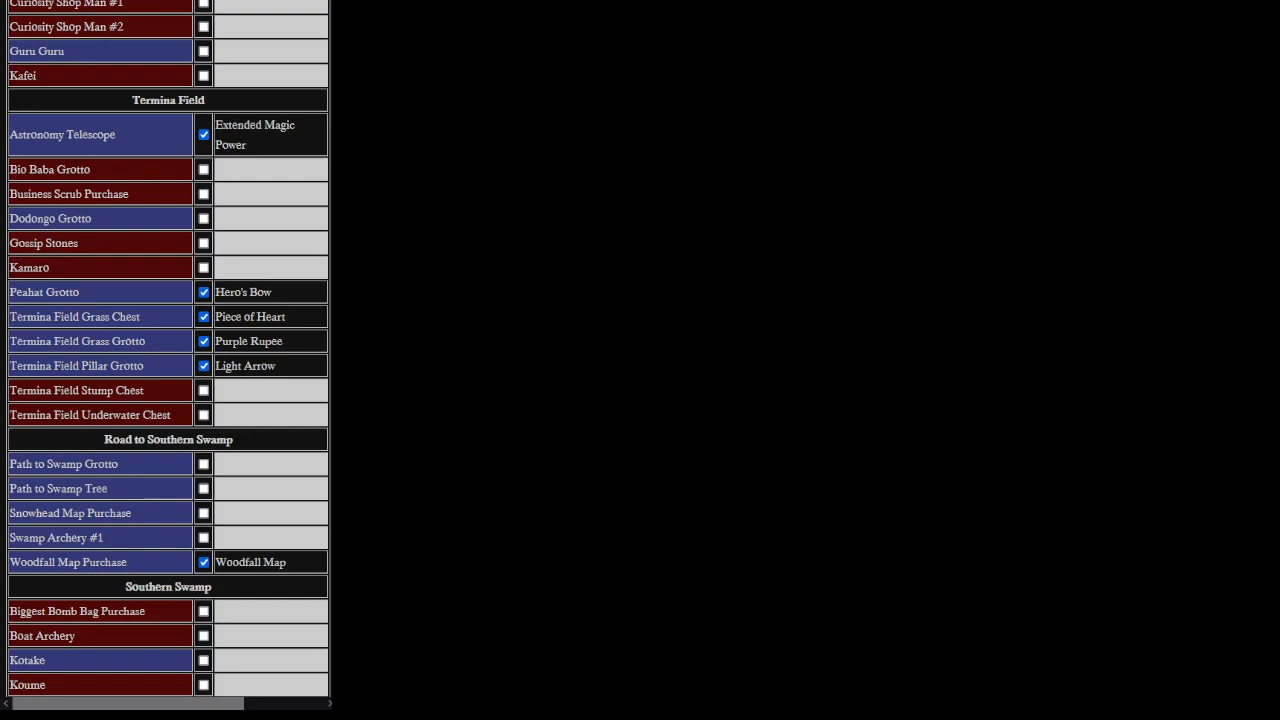 Curiosity Shop Man #1
Curiosity Shop Man #2
Guru Guru
Kafei
Termina Field
Astronomy Telescope
Extended Magic
Power
Bio Baba Grotto
Business Scrub Purchase
Dodongo Grotto
Gossip Stones
Kamaro
Peahat Grotto Hero's Bow
Termina Field Grass Chest Piece of Heart
Termina Field Grass Grotto Purple Rupee
Termina Field Pillar Grotto Light Arrow
Termina Field Stump Chest
Termina Field Underwater Chest
Road to Southern Swamp
Path to Swamp Grotto
Path to Swamp Tree
Snowhead Map Purchase
Swamp Archery #1
Woodfall Map Purchase Woodfall Map
Southern Swamp
Biggest Bomb Bag Purchase
Boat Archery
Kotake
Koume